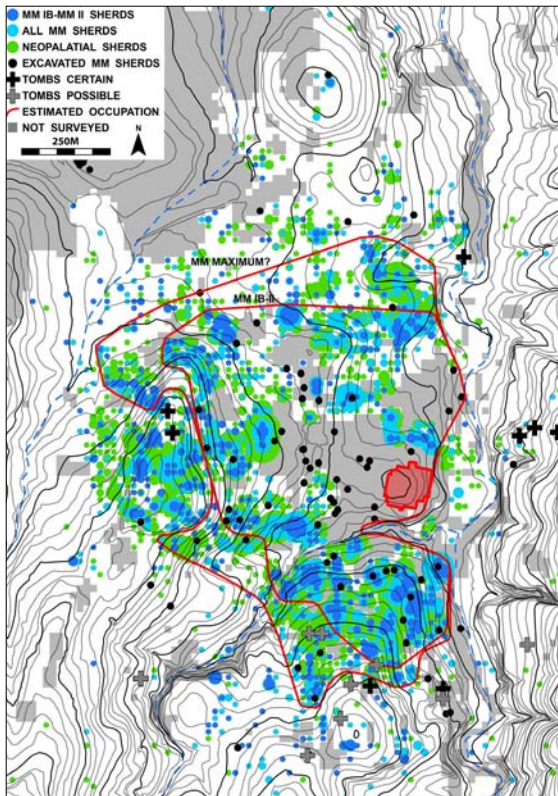 MM IB-MM II SHERDS
ALL MM SHERDS
NEOPALATIAL SHERDS
EXCAVATED MM SHERDS
TOMBS CERTAIN
TOMBS POSSIBLE
ESTIMATED OCCUPATION
NOT SURVEYED
250M
N
MM MAXIMUM?
MM IB-II